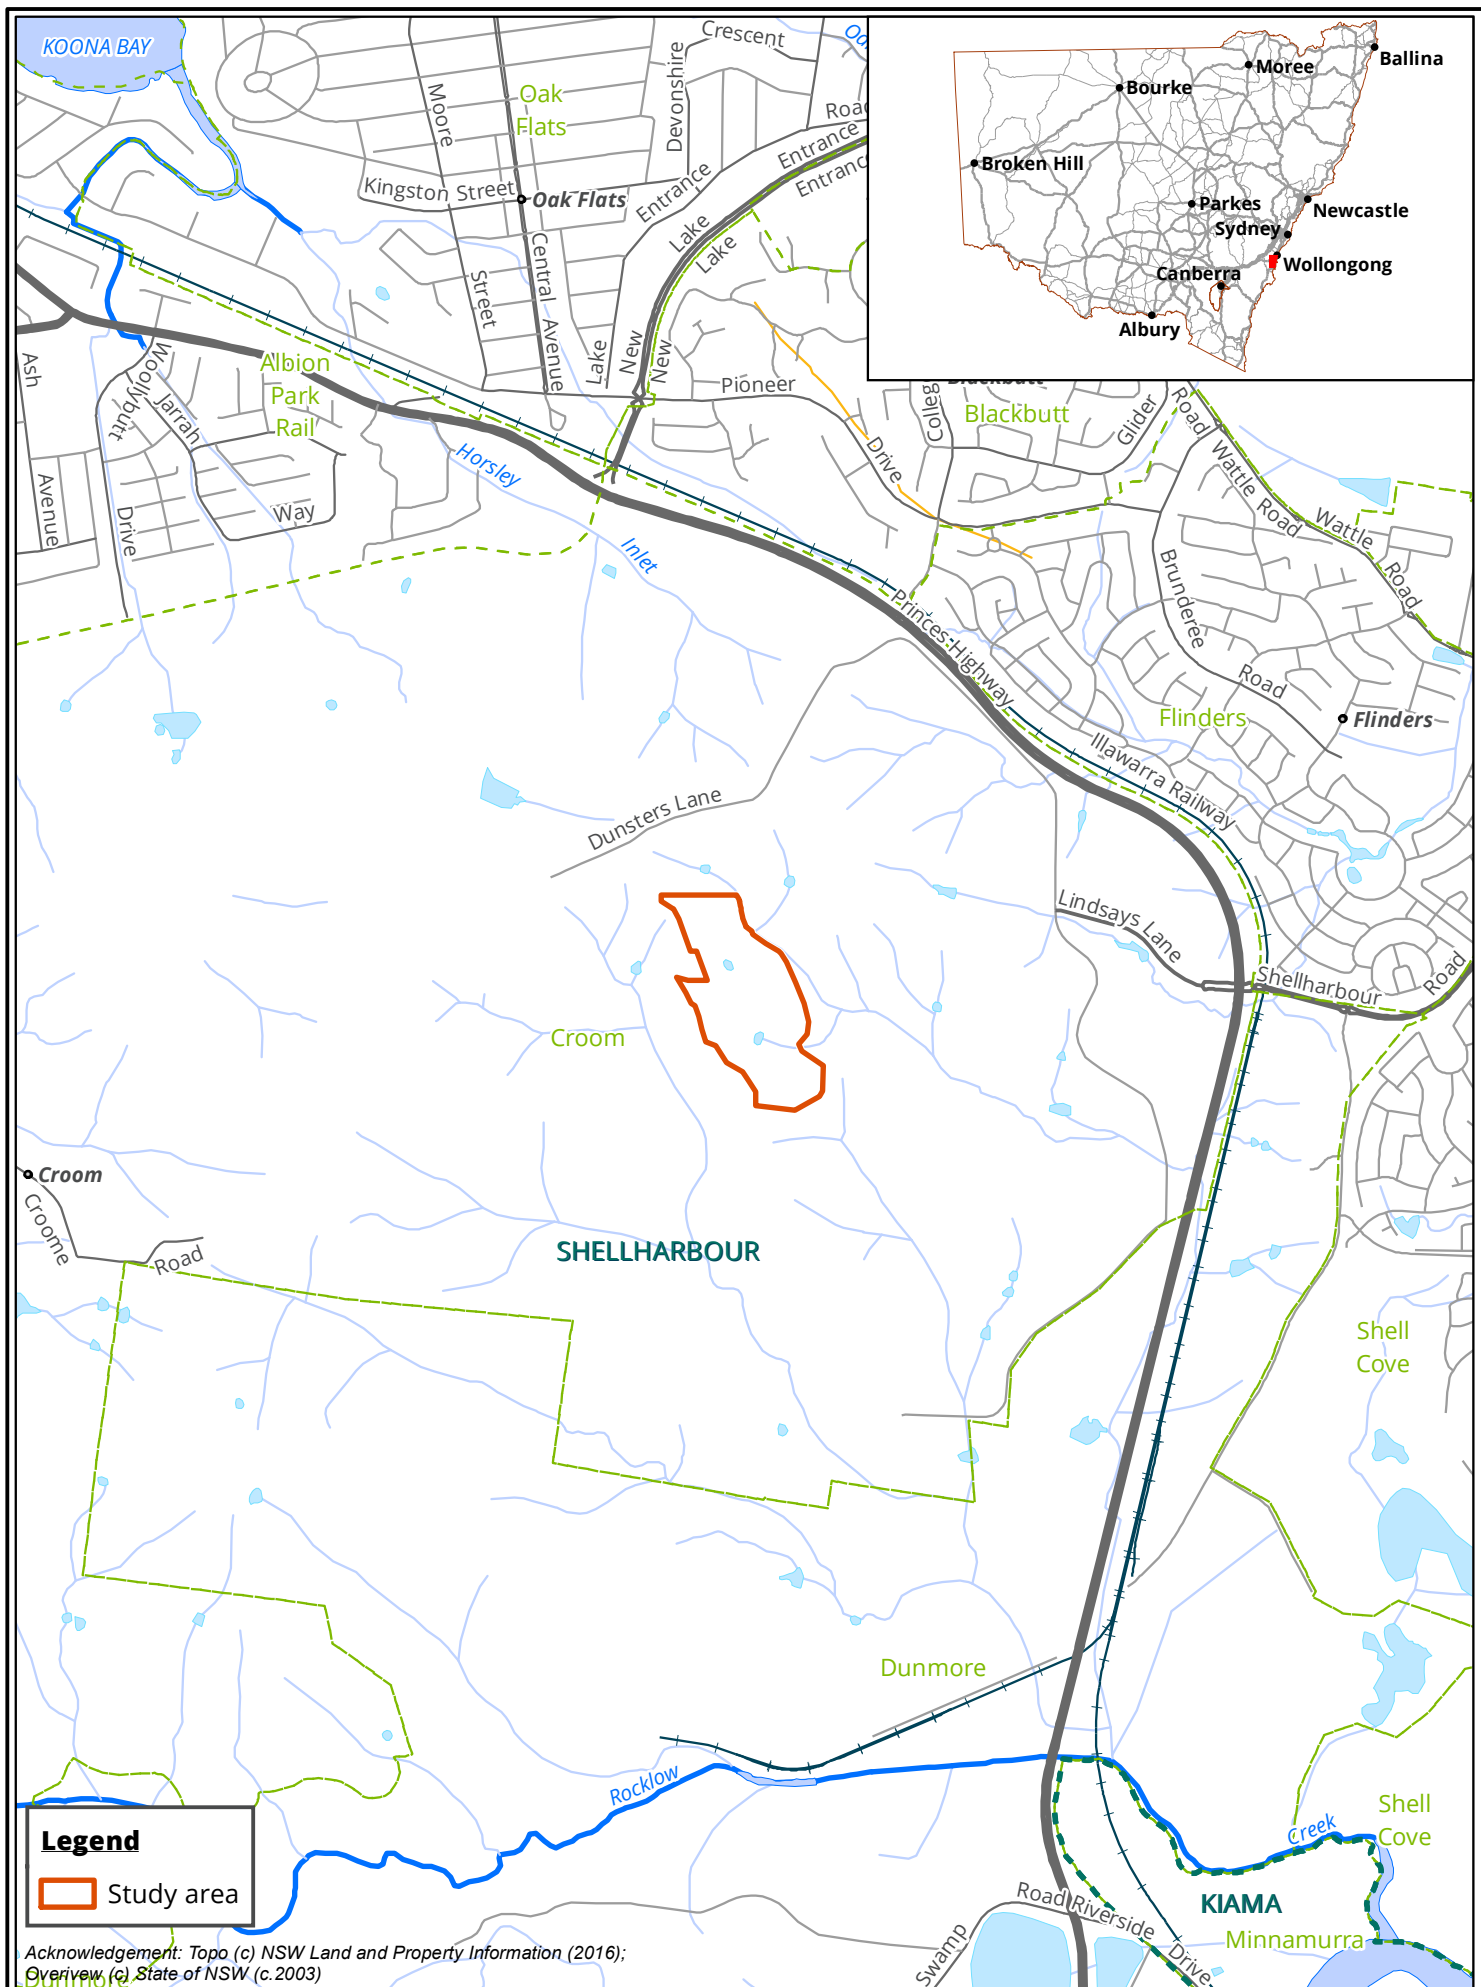 KOONA BAY
Crescent
Moore
Oak
Flats
Devonshire
Road
Entrance
Entrance
Kingston Street
Oak Flats
Entrance
Lake
Lake
Central
Avenue
Street
Lake
New
New
Pioneer
Drive
Ash
Avenue
Woollybutt
Drive
Jarrah
Way
Albion
Park
Rail
Horsley
Inlet
Ballina
Moree
Bourke
Broken Hill
Parkes
Newcastle
Sydney
Wollongong
Canberra
Albury
Blackbutt
Blackbutt
Glider
Road
Wattle Road
Wattle
Road
Brunderee
Road
Princes Highway
Flinders
Flinders
Illawarra Railway
Dunsters Lane
Lindsays Lane
Shellharbour
Road
Croom
Croom
Croome
Road
SHELLHARBOUR
Shell
Cove
Dunmore
Rocklow
Creek
Shell
Cove
Road Riverside
Drive
Swamp
KIAMA
Minnamurra
Legend
Study area
Acknowledgement: Topo (c) NSW Land and Property Information (2016);
Overivew (c) State of NSW (c.2003)
Dunmore